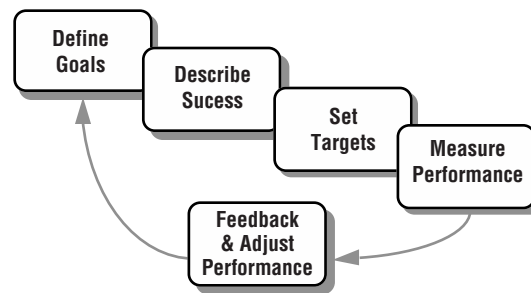 Define
Goals
Describe
Sucess
Set
Targets
Measure
Performance
Feedback
& Adjust
Performance